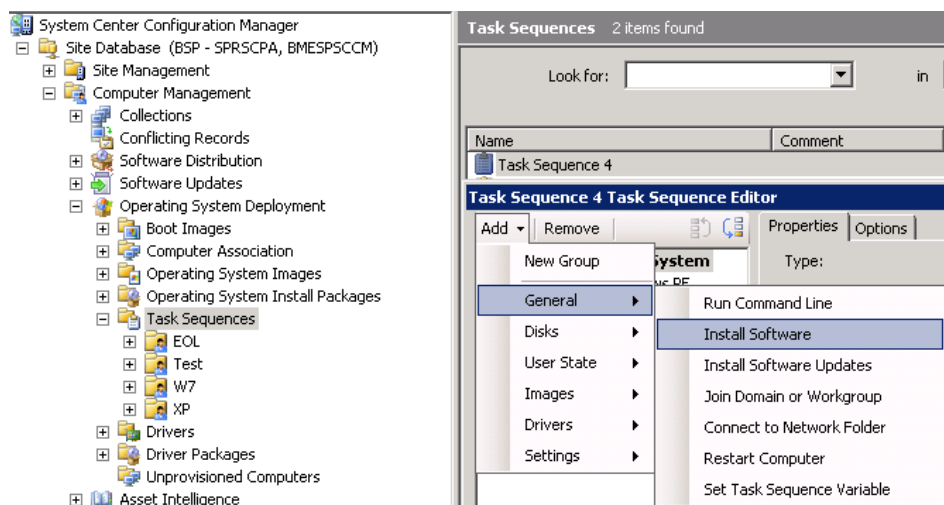 System Center Configuration Manager
Site Database (BSP - SPRSCPA, BMESPSCCM)
Site Management
Computer Management
Collections
Conflicting Records
Software Distribution
Software Updates
Operating System Deployment
Boot Images
Computer Association
Operating System Images
Operating System Install Packages
Task Sequences
EOL
Test
W7
XP
Drivers
Driver Packages
Unprovisioned Computers
Asset Intelligence
Task Sequences 2 items found
Look for: in
Name Comment
Task Sequence 4
Task Sequence 4 Task Sequence Editor
Add Remove Properties Options
New Group System Type:
General
Disks
User State
Images
Drivers
Settings
Run Command Line
Install Software
Install Software Updates
Join Domain or Workgroup
Connect to Network Folder
Restart Computer
Set Task Sequence Variable